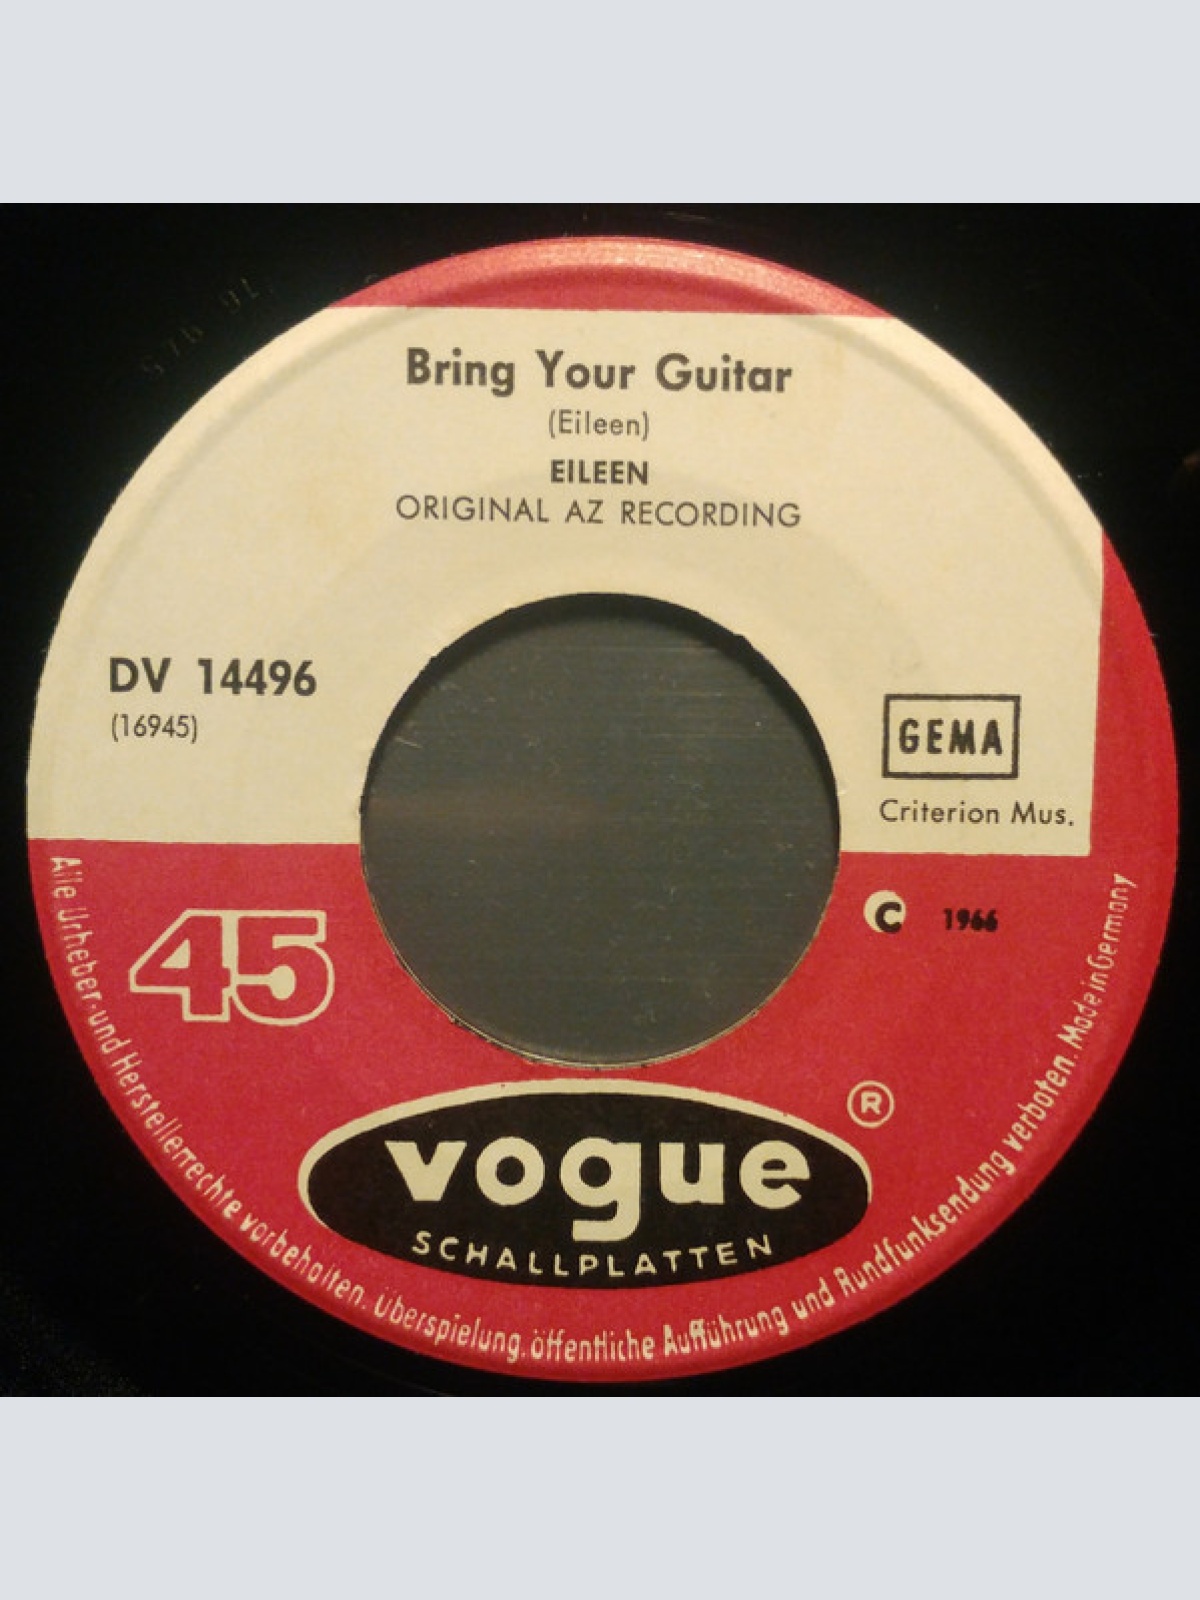 Bring Your Guitar
(Eileen)
EILEEN
ORIGINAL AZ RECORDING
DV 14496
(16945)
GEMA
Criterion Mus.
45
C 1966
®
vogue
SCHALLPLATTEN
Alle Urheber- und Herstellerrechte vorbehalten. Überspielung, öffentliche Aufführung und Rundfunksendung verboten. Made in Germany